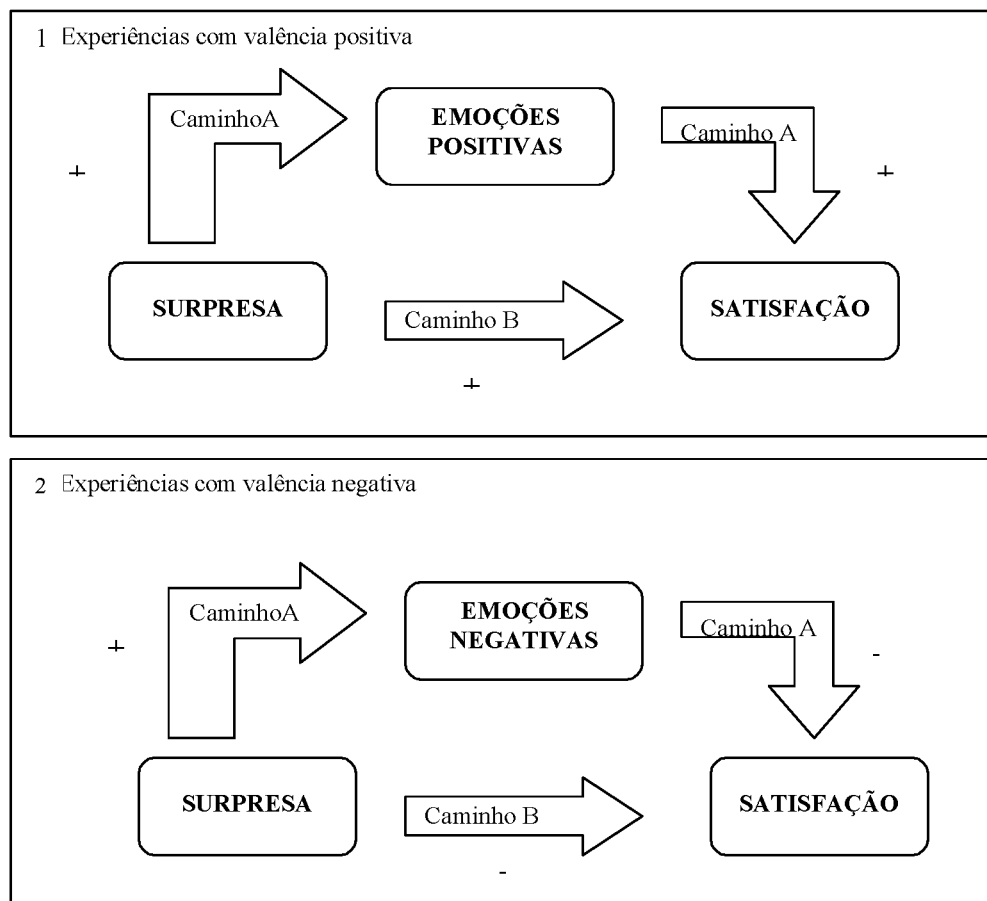 1 Experiências com valência positiva
CaminhoA
EMOÇÕES
POSITIVAS
Caminho A
+
+
SURPRESA
Caminho B
SATISFAÇÃO
+
2 Experiências com valência negativa
CaminhoA
EMOÇÕES
NEGATIVAS
Caminho A
+
-
SURPRESA
Caminho B
SATISFAÇÃO
-